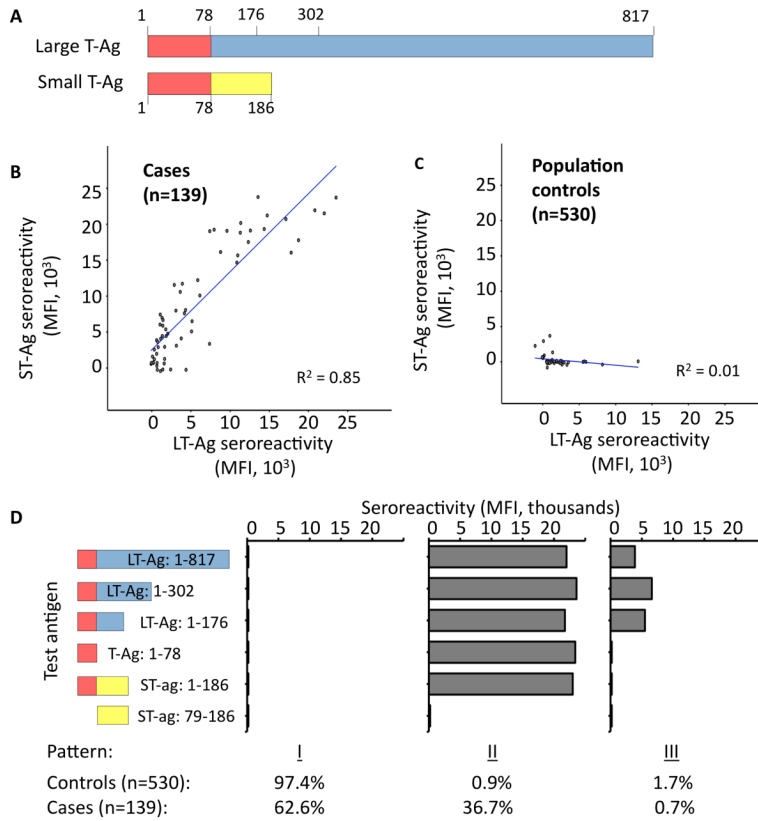 A
1 78 176 302 817
Large T-Ag
Small T-Ag
1 78 186
B
Cases
(n=139)
ST-Ag seroreactivity
(MFI, 10³)
25
20
15
10
5
0
R² = 0.85
0 5 10 15 20 25
LT-Ag seroreactivity
(MFI, 10³)
C
Population
controls
(n=530)
ST-Ag seroreactivity
(MFI, 10³)
25
20
15
10
5
0
R² = 0.01
0 5 10 15 20 25
LT-Ag seroreactivity
(MFI, 10³)
D
Seroreactivity (MFI, thousands)
0 5 10 20 0 5 10 20 0 5 10 20
Test antigen
LT-Ag: 1-817
LT-Ag: 1-302
LT-Ag: 1-176
T-Ag: 1-78
ST-ag: 1-186
ST-ag: 79-186
Pattern: I II III
Controls (n=530): 97.4% 0.9% 1.7%
Cases (n=139): 62.6% 36.7% 0.7%